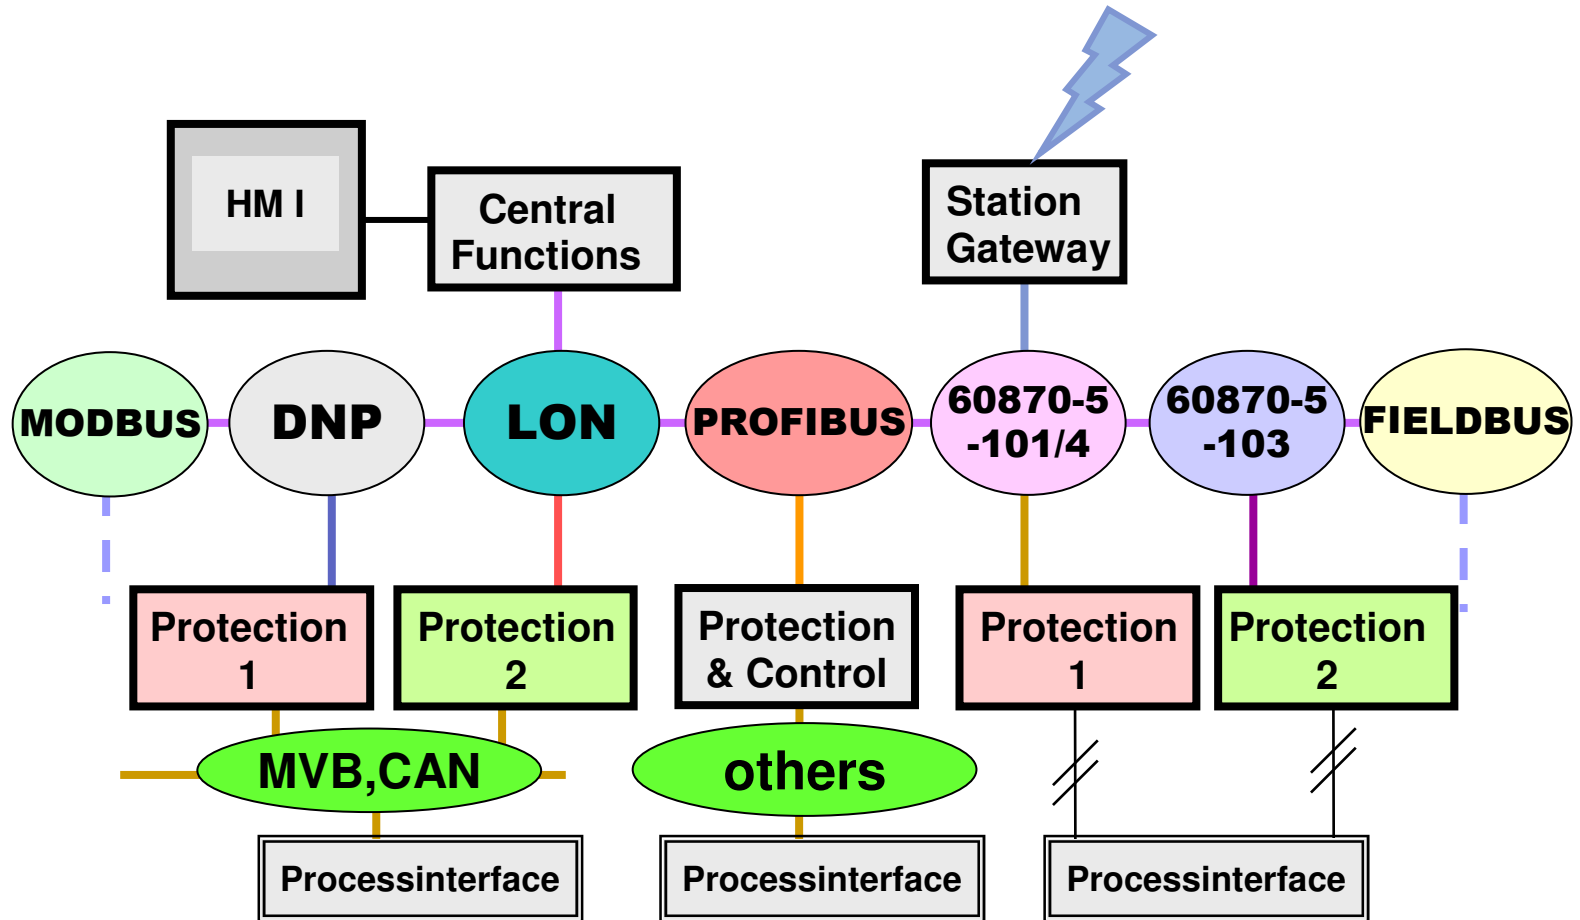 HM I
Central
Functions
Station
Gateway
MODBUS
DNP
LON
PROFIBUS
60870-5
-101/4
60870-5
-103
FIELDBUS
Protection
1
Protection
2
Protection
& Control
Protection
1
Protection
2
MVB,CAN
others
Processinterface
Processinterface
Processinterface